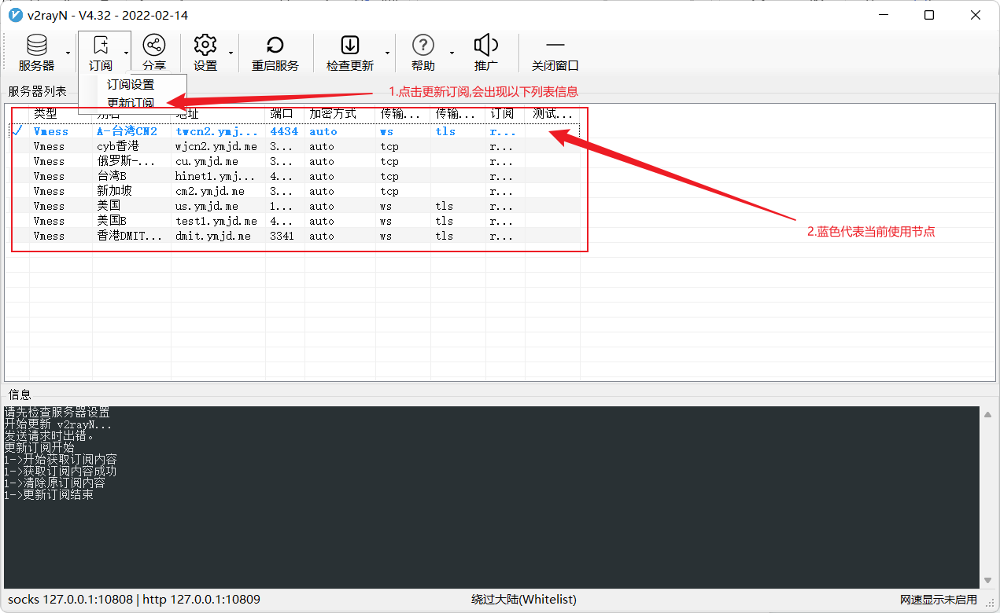 v2rayN - V4.32 - 2022-02-14
服务器 订阅 分享 设置 重启服务 检查更新 帮助 推广 关闭窗口
订阅设置
更新订阅
服务器列表
1.点击更新订阅,会出现以下列表信息
类型 别名 地址 端口 加密方式 传输... 传输... 订阅 测试...
Vmess A-台湾CN2 twcn2.ymj... 4434 auto ws tls r...
Vmess cyb香港 wjcn2.ymjd.me 3... auto tcp r...
Vmess 俄罗斯-... cu.ymjd.me 3... auto tcp r...
Vmess 台湾B hinet1.ymj... 4... auto tcp r...
Vmess 新加坡 cm2.ymjd.me 3... auto tcp r...
Vmess 美国 us.ymjd.me 1... auto ws tls r...
Vmess 美国B test1.ymjd.me 4... auto ws tls r...
Vmess 香港DMIT... dmit.ymjd.me 3341 auto ws tls r...
2.蓝色代表当前使用节点
信息
请先检查服务器设置
开始更新 v2rayN...
发送请求时出错。
更新订阅开始
1->开始获取订阅内容
1->获取订阅内容成功
1->清除原订阅内容
1->更新订阅结束
socks 127.0.0.1:10808 | http 127.0.0.1:10809 绕过大陆(Whitelist) 网速显示未启用